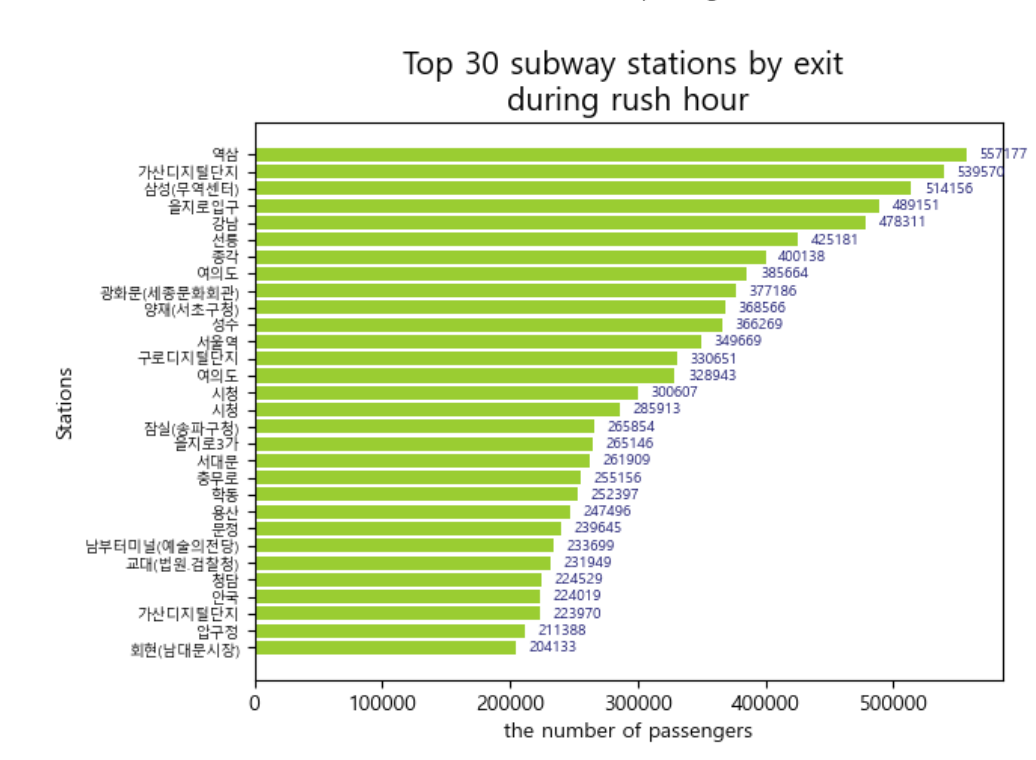 Top 30 subway stations by exit
during rush hour
역삼 557177
가산디지털단지 539570
삼성(무역센터) 514156
을지로입구 489151
강남 478311
선릉 425181
종각 400138
여의도 385664
광화문(세종문화회관) 377186
양재(서초구청) 368566
성수 366269
서울역 349669
구로디지털단지 330651
여의도 328943
시청 300607
시청 285913
잠실(송파구청) 265854
을지로3가 265146
서대문 261909
충무로 255156
학동 252397
용산 247496
문정 239645
남부터미널(예술의전당) 233699
교대(법원.검찰청) 231949
청담 224529
안국 224019
가산디지털단지 223970
압구정 211388
회현(남대문시장) 204133
Stations
0 100000 200000 300000 400000 500000
the number of passengers